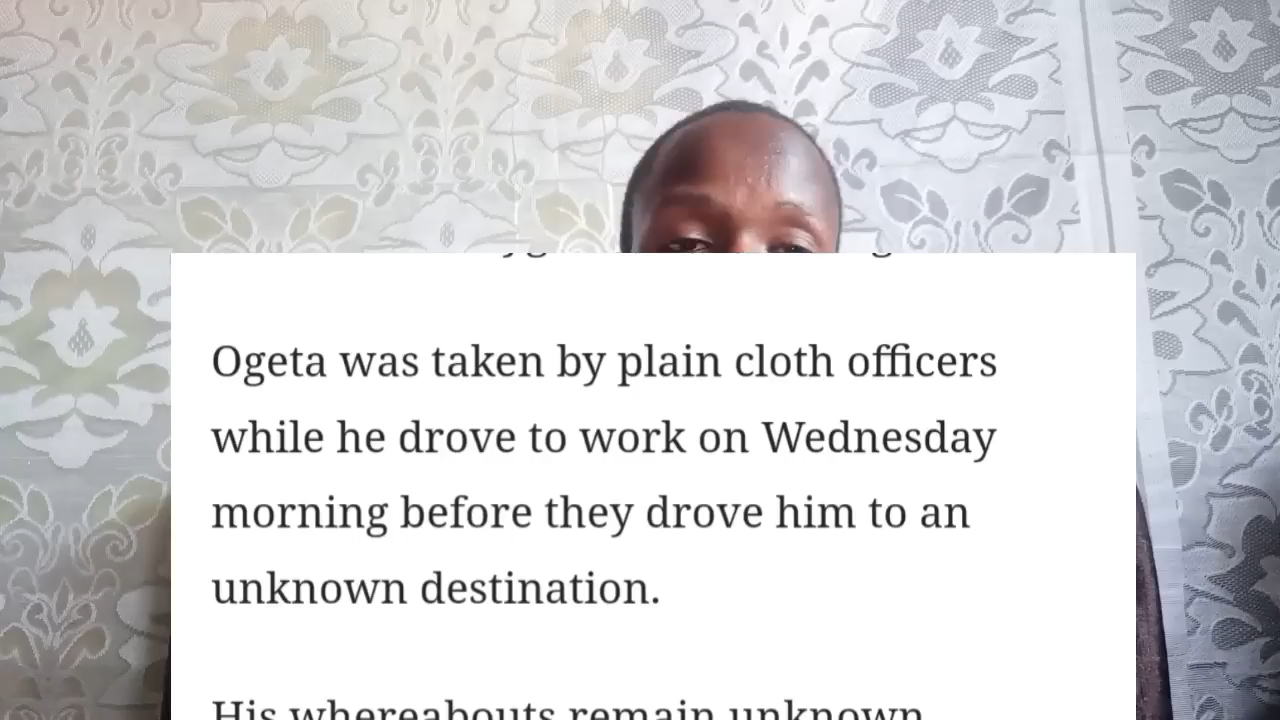 Ogeta was taken by plain cloth officers
while he drove to work on Wednesday
morning before they drove him to an
unknown destination.
His whereabouts remain unknown